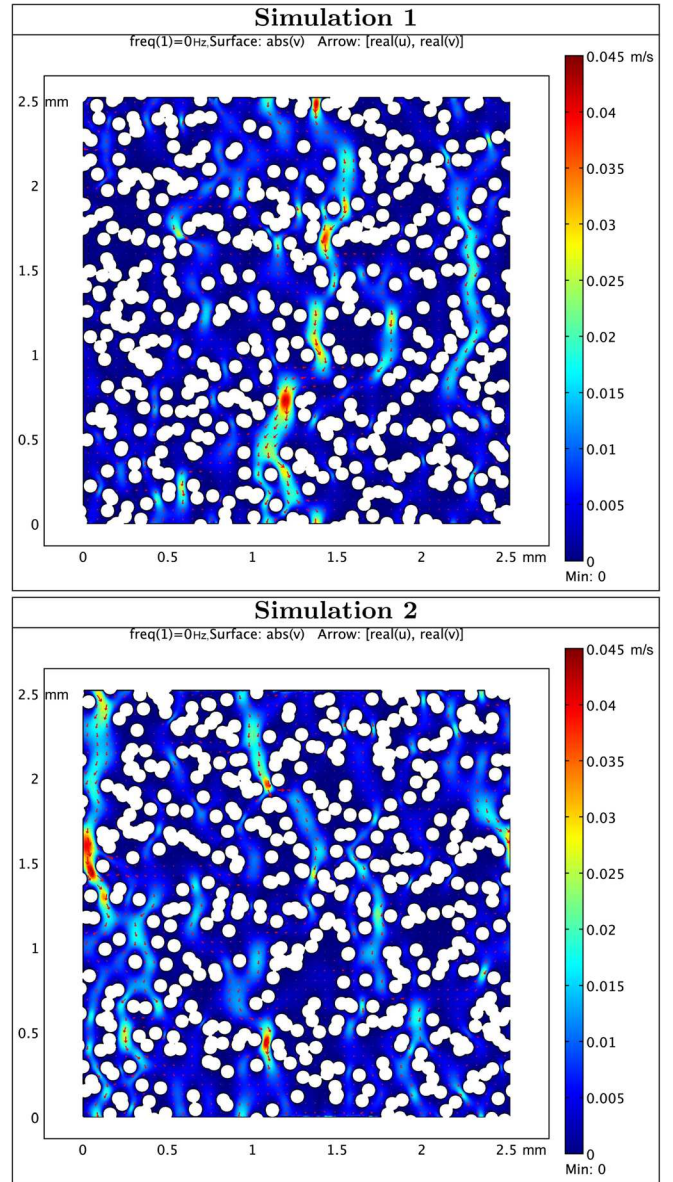 Simulation 1
freq(1)=0Hz,Surface: abs(v) Arrow: [real(u), real(v)]
0.045 m/s
0.04
0.035
0.03
0.025
0.02
0.015
0.01
0.005
0
Min: 0
2.5 mm
2
1.5
1
0.5
0
0 0.5 1 1.5 2 2.5 mm
Simulation 2
freq(1)=0Hz,Surface: abs(v) Arrow: [real(u), real(v)]
0.045 m/s
0.04
0.035
0.03
0.025
0.02
0.015
0.01
0.005
0
Min: 0
2.5 mm
2
1.5
1
0.5
0
0 0.5 1 1.5 2 2.5 mm